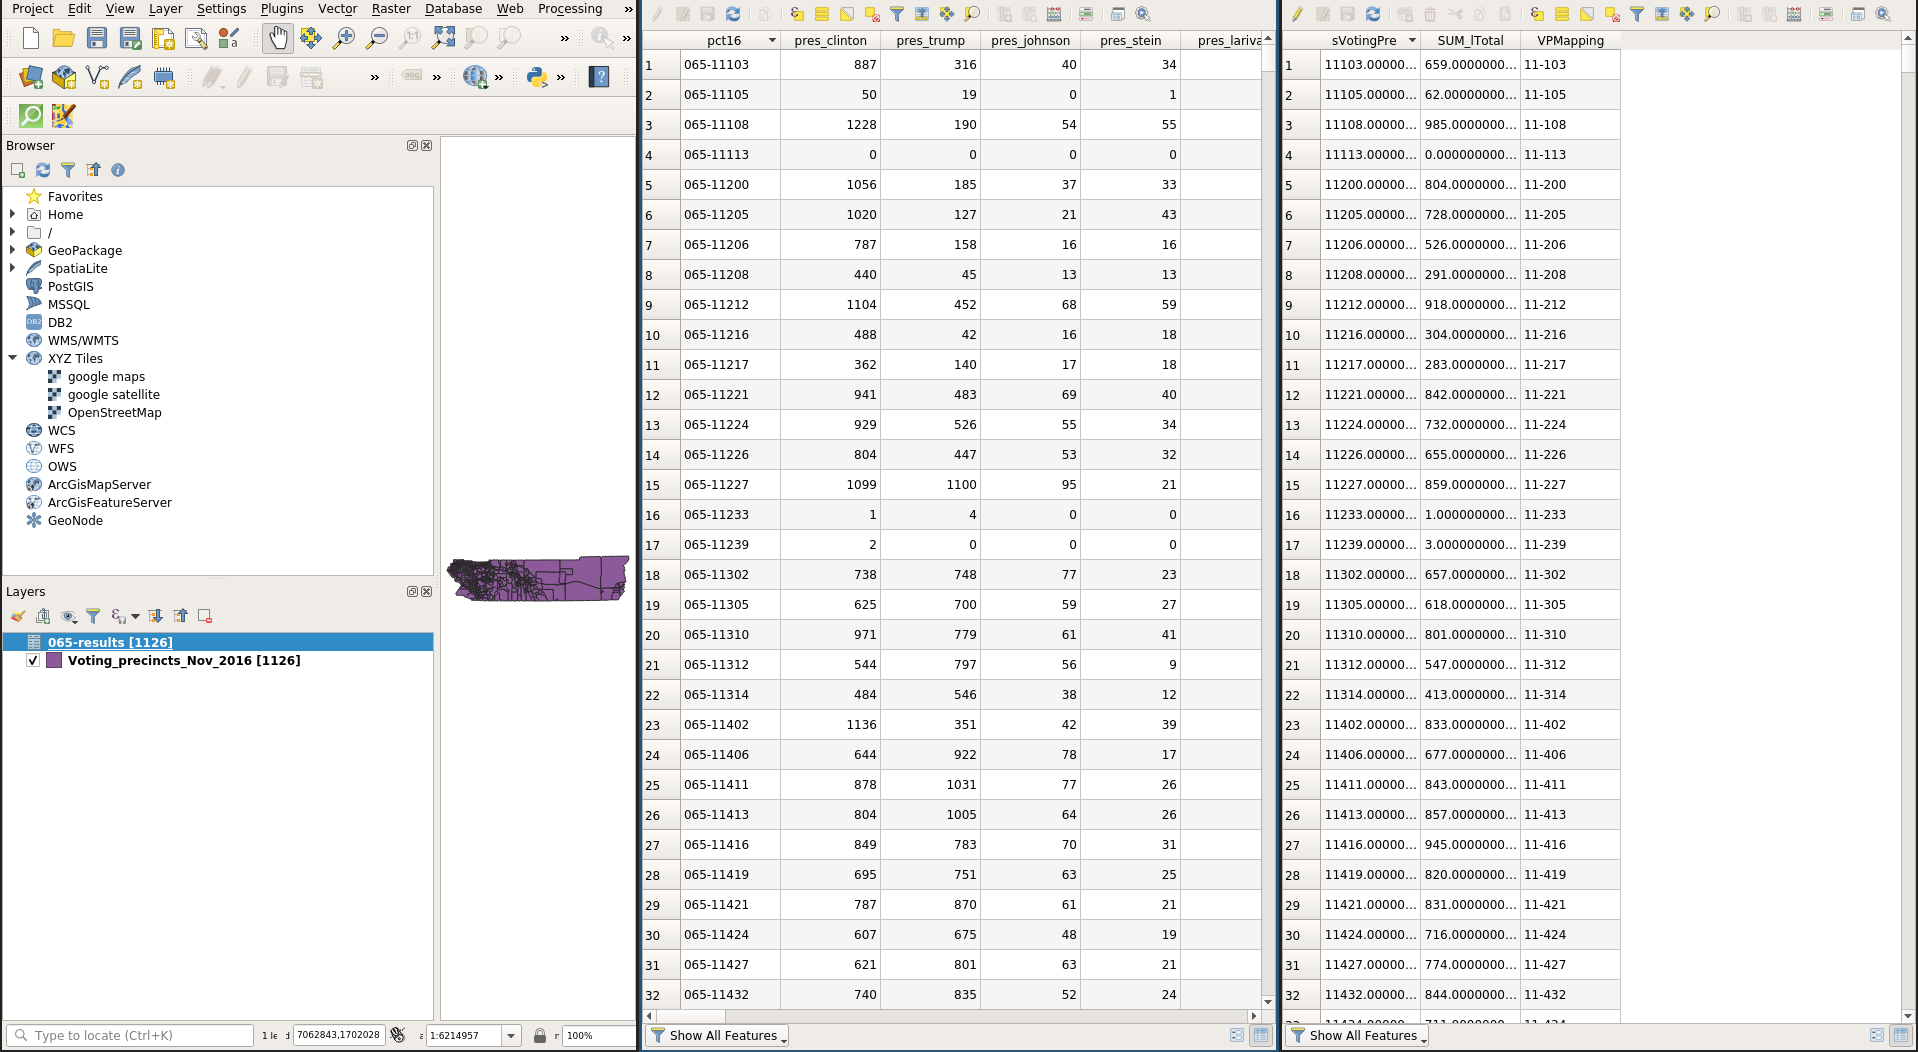 Project Edit View Layer Settings Plugins Vector Raster Database Web Processing »
Browser
Favorites
Home
/
GeoPackage
SpatiaLite
PostGIS
MSSQL
DB2
WMS/WMTS
XYZ Tiles
google maps
google satellite
OpenStreetMap
WCS
WFS
OWS
ArcGisMapServer
ArcGisFeatureServer
GeoNode
Layers
065-results [1126]
Voting_precincts_Nov_2016 [1126]
Type to locate (Ctrl+K) 7062843,1702028 1:6214957 100%
pct16 pres_clinton pres_trump pres_johnson pres_stein pres_lariva
1 065-11103 887 316 40 34
2 065-11105 50 19 0 1
3 065-11108 1228 190 54 55
4 065-11113 0 0 0 0
5 065-11200 1056 185 37 33
6 065-11205 1020 127 21 43
7 065-11206 787 158 16 16
8 065-11208 440 45 13 13
9 065-11212 1104 452 68 59
10 065-11216 488 42 16 18
11 065-11217 362 140 17 18
12 065-11221 941 483 69 40
13 065-11224 929 526 55 34
14 065-11226 804 447 53 32
15 065-11227 1099 1100 95 21
16 065-11233 1 4 0 0
17 065-11239 2 0 0 0
18 065-11302 738 748 77 23
19 065-11305 625 700 59 27
20 065-11310 971 779 61 41
21 065-11312 544 797 56 9
22 065-11314 484 546 38 12
23 065-11402 1136 351 42 39
24 065-11406 644 922 78 17
25 065-11411 878 1031 77 26
26 065-11413 804 1005 64 26
27 065-11416 849 783 70 31
28 065-11419 695 751 63 25
29 065-11421 787 870 61 21
30 065-11424 607 675 48 19
31 065-11427 621 801 63 21
32 065-11432 740 835 52 24
Show All Features
sVotingPre SUM_lTotal VPMapping
1 11103.00000... 659.0000000... 11-103
2 11105.00000... 62.00000000... 11-105
3 11108.00000... 985.0000000... 11-108
4 11113.00000... 0.000000000... 11-113
5 11200.00000... 804.0000000... 11-200
6 11205.00000... 728.0000000... 11-205
7 11206.00000... 526.0000000... 11-206
8 11208.00000... 291.0000000... 11-208
9 11212.00000... 918.0000000... 11-212
10 11216.00000... 304.0000000... 11-216
11 11217.00000... 283.0000000... 11-217
12 11221.00000... 842.0000000... 11-221
13 11224.00000... 732.0000000... 11-224
14 11226.00000... 655.0000000... 11-226
15 11227.00000... 859.0000000... 11-227
16 11233.00000... 1.000000000... 11-233
17 11239.00000... 3.000000000... 11-239
18 11302.00000... 657.0000000... 11-302
19 11305.00000... 618.0000000... 11-305
20 11310.00000... 801.0000000... 11-310
21 11312.00000... 547.0000000... 11-312
22 11314.00000... 413.0000000... 11-314
23 11402.00000... 833.0000000... 11-402
24 11406.00000... 677.0000000... 11-406
25 11411.00000... 843.0000000... 11-411
26 11413.00000... 857.0000000... 11-413
27 11416.00000... 945.0000000... 11-416
28 11419.00000... 820.0000000... 11-419
29 11421.00000... 831.0000000... 11-421
30 11424.00000... 716.0000000... 11-424
31 11427.00000... 774.0000000... 11-427
32 11432.00000... 844.0000000... 11-432
Show All Features